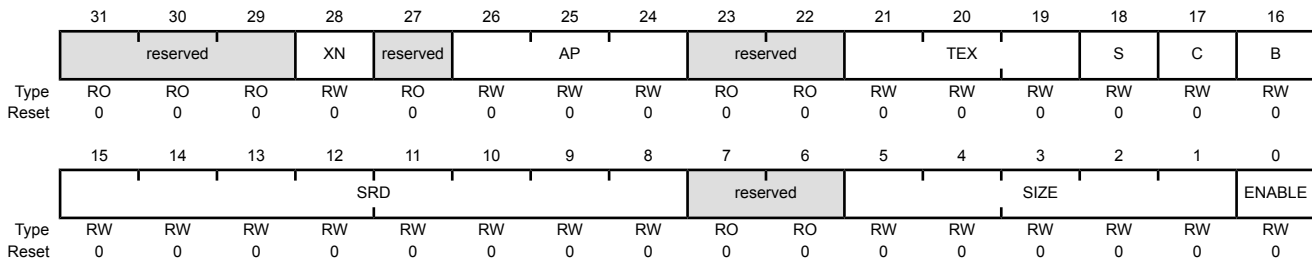 31 30 29 28 27 26 25 24 23 22 21 20 19 18 17 16
reserved XN reserved AP reserved TEX S C B
Type RO RO RO RW RO RW RW RW RO RO RW RW RW RW RW RW
Reset 0 0 0 0 0 0 0 0 0 0 0 0 0 0 0 0
15 14 13 12 11 10 9 8 7 6 5 4 3 2 1 0
SRD reserved SIZE ENABLE
Type RW RW RW RW RW RW RW RW RO RO RW RW RW RW RW RW
Reset 0 0 0 0 0 0 0 0 0 0 0 0 0 0 0 0